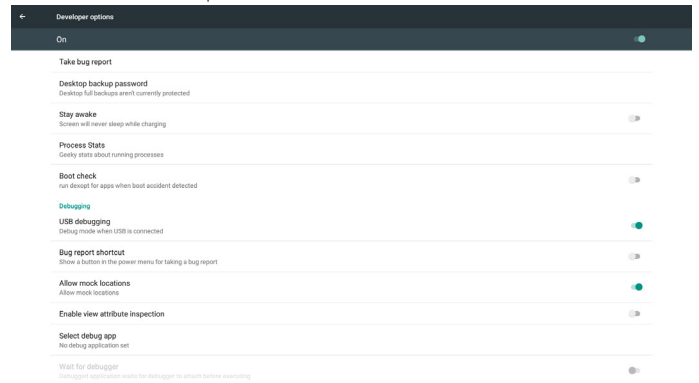 Developer options
On
Take bug report
Desktop backup password
Desktop full backups aren't currently protected
Stay awake
Screen will never sleep while charging
Process Stats
Geeky stats about running processes
Boot check
run dexopt for apps when boot accident detected
Debugging
USB debugging
Debug mode when USB is connected
Bug report shortcut
Show a button in the power menu for taking a bug report
Allow mock locations
Allow mock locations
Enable view attribute inspection
Select debug app
No debug application set
Wait for debugger
Debugged application waits for debugger to attach before executing